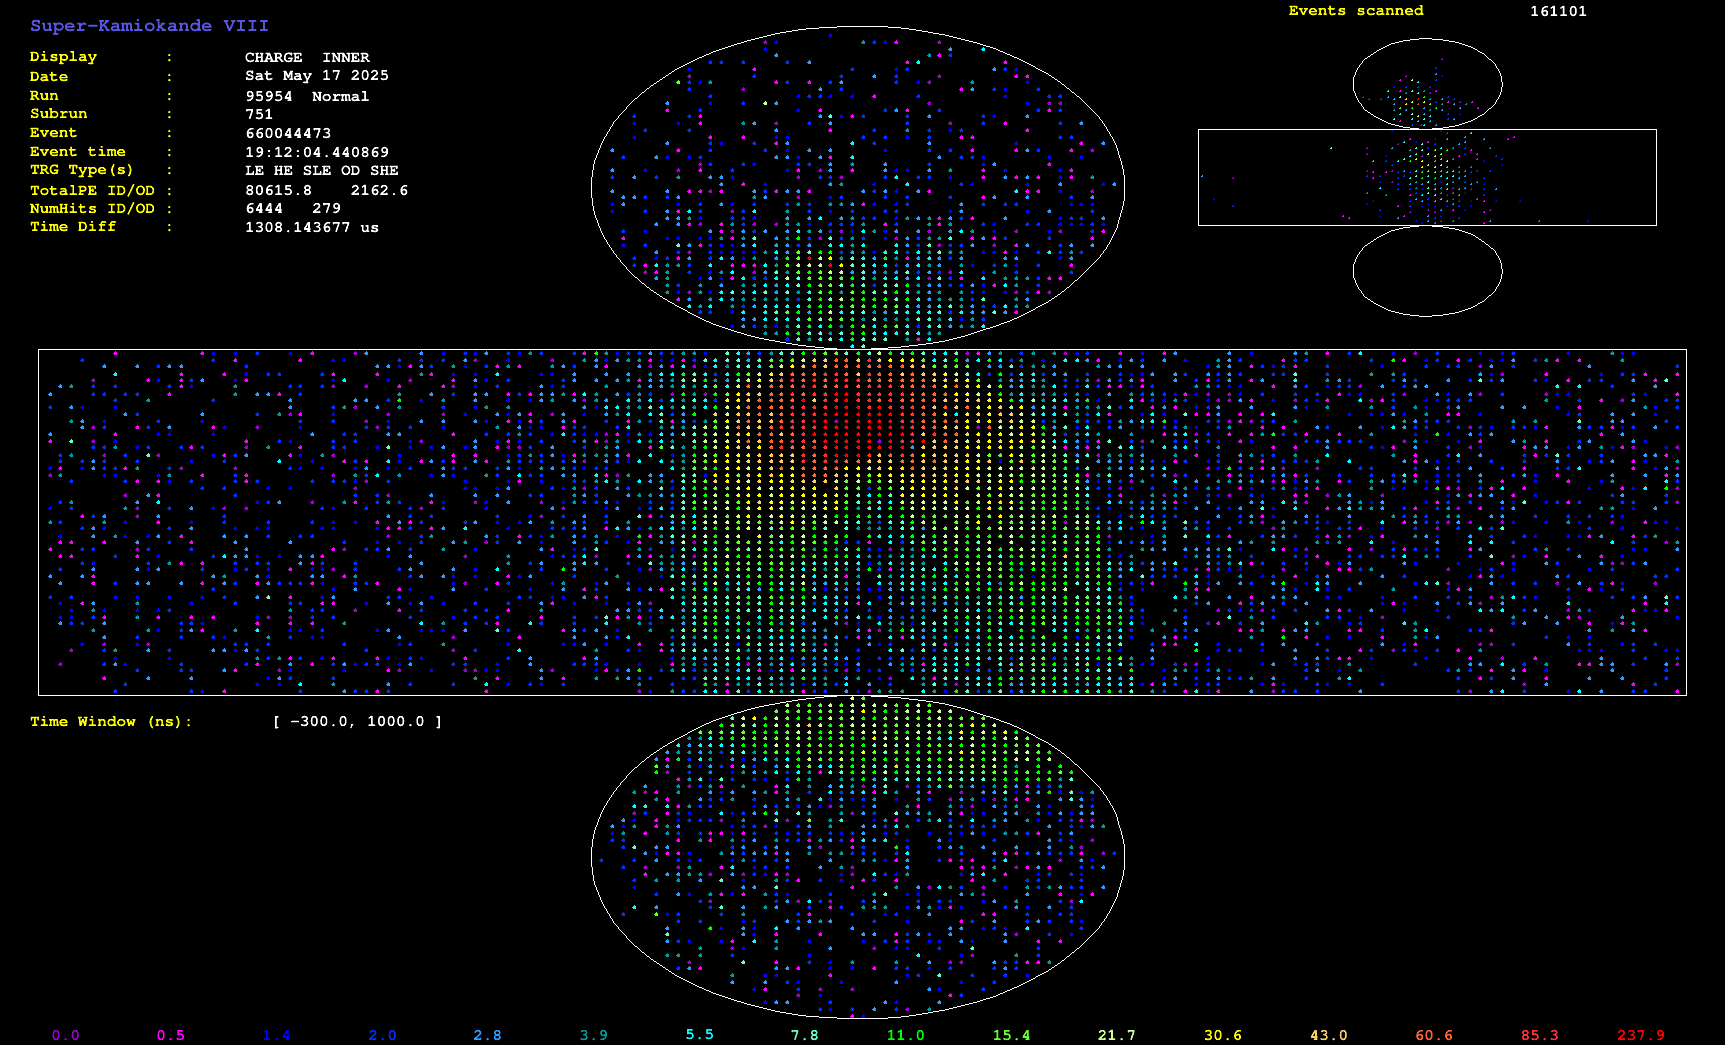 Super-Kamiokande VIII
Events scanned 161101
Display : CHARGE INNER
Date : Sat May 17 2025
Run : 95954 Normal
Subrun : 751
Event : 660044473
Event time : 19:12:04.440869
TRG Type(s) : LE HE SLE OD SHE
TotalPE ID/OD : 80615.8 2162.6
NumHits ID/OD : 6444 279
Time Diff : 1308.143677 us
Time Window (ns): [ -300.0, 1000.0 ]
0.0 0.5 1.4 2.0 2.8 3.9 5.5 7.8 11.0 15.4 21.7 30.6 43.0 60.6 85.3 237.9